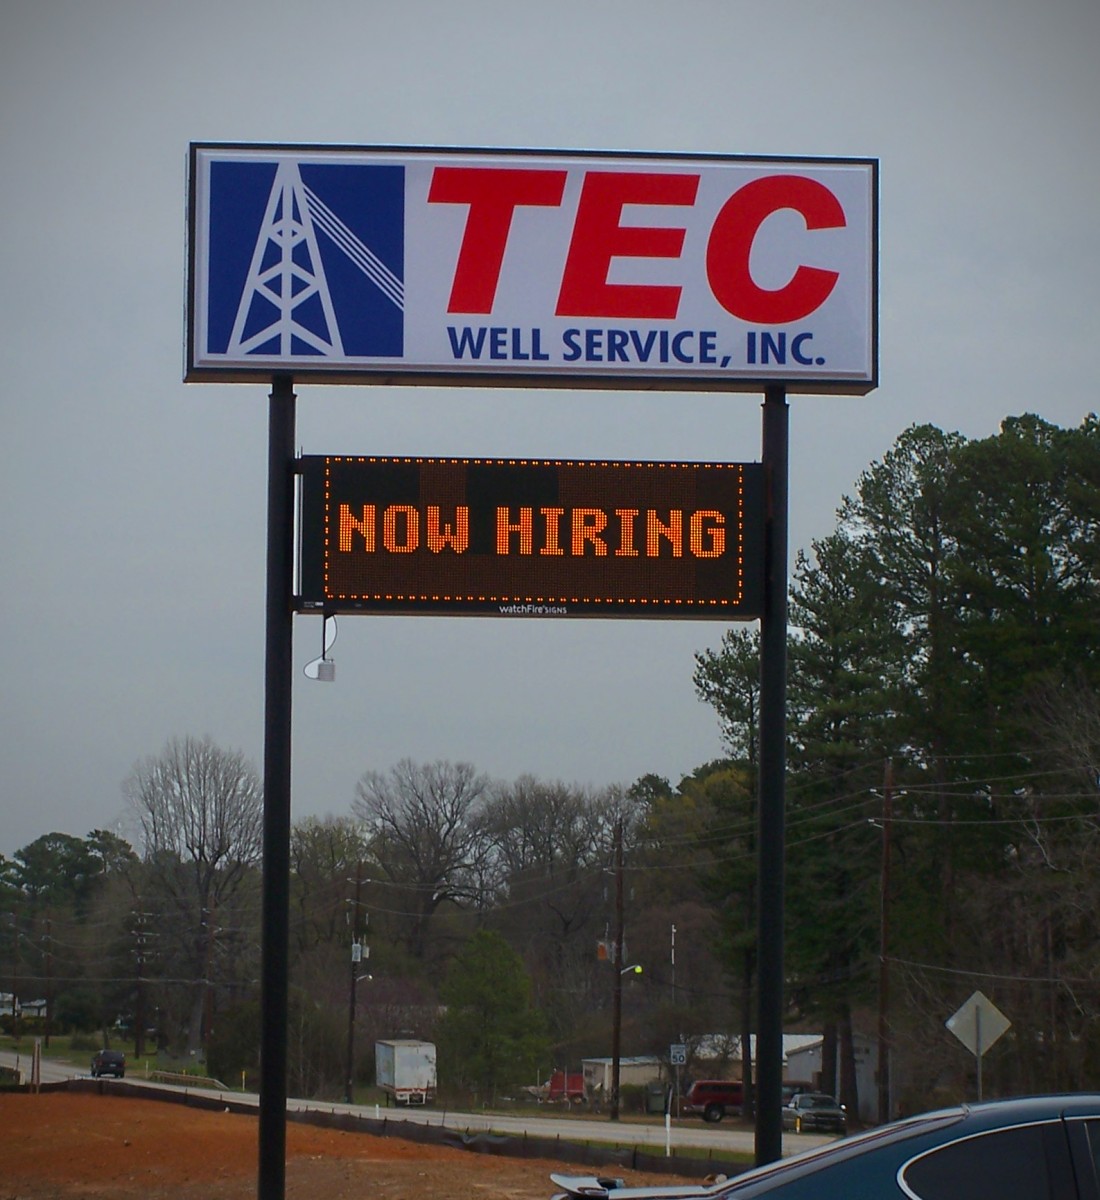 TEC
WELL SERVICE, INC.
NOW HIRING
watchFire SIGNS
50